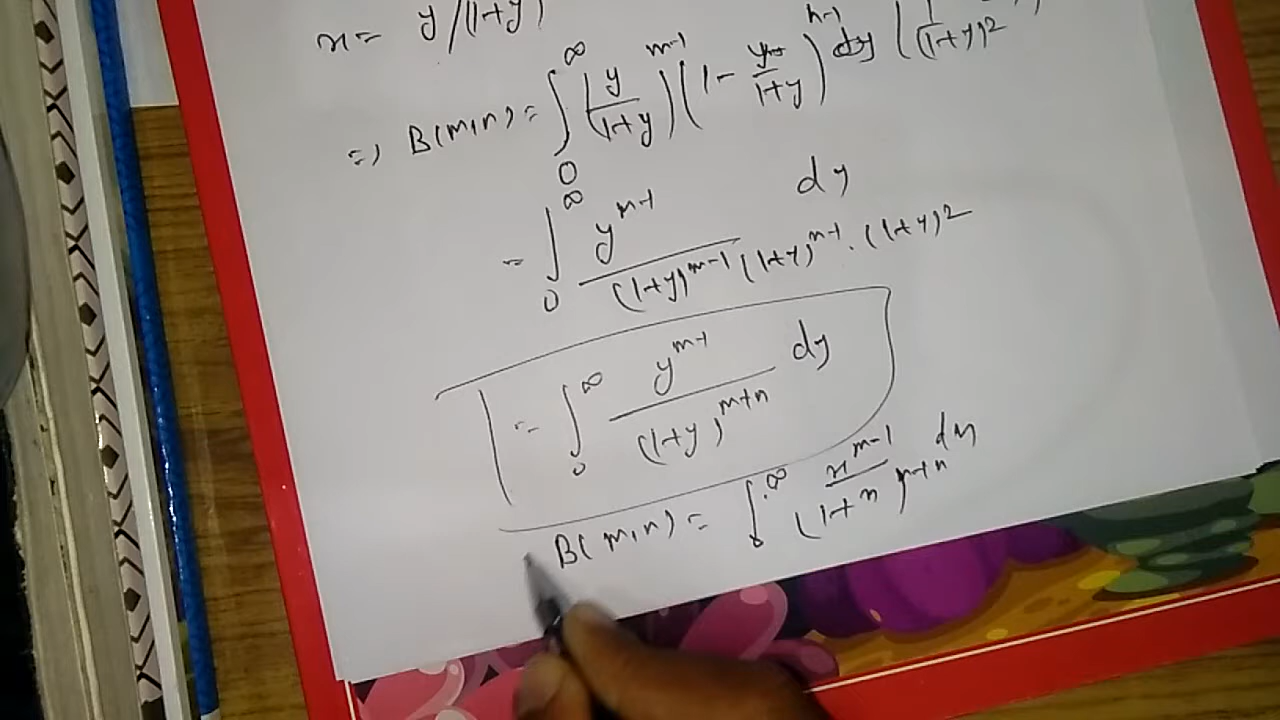 x = y/(1+y)
=) B(m,n) = ∫₀^∞ (y/(1+y))^(m-1) (1 - y/(1+y))^(n-1) dy (1/(1+y)²
= ∫₀^∞ y^(m-1) / (1+y)^(m-1) (1+y)^(n-1) · (1+y)² dy
= ∫₀^∞ y^(m-1) / (1+y)^(m+n) dy
B(m,n) = ∫₀^∞ x^(m-1) / (1+x)^(m+n) dx